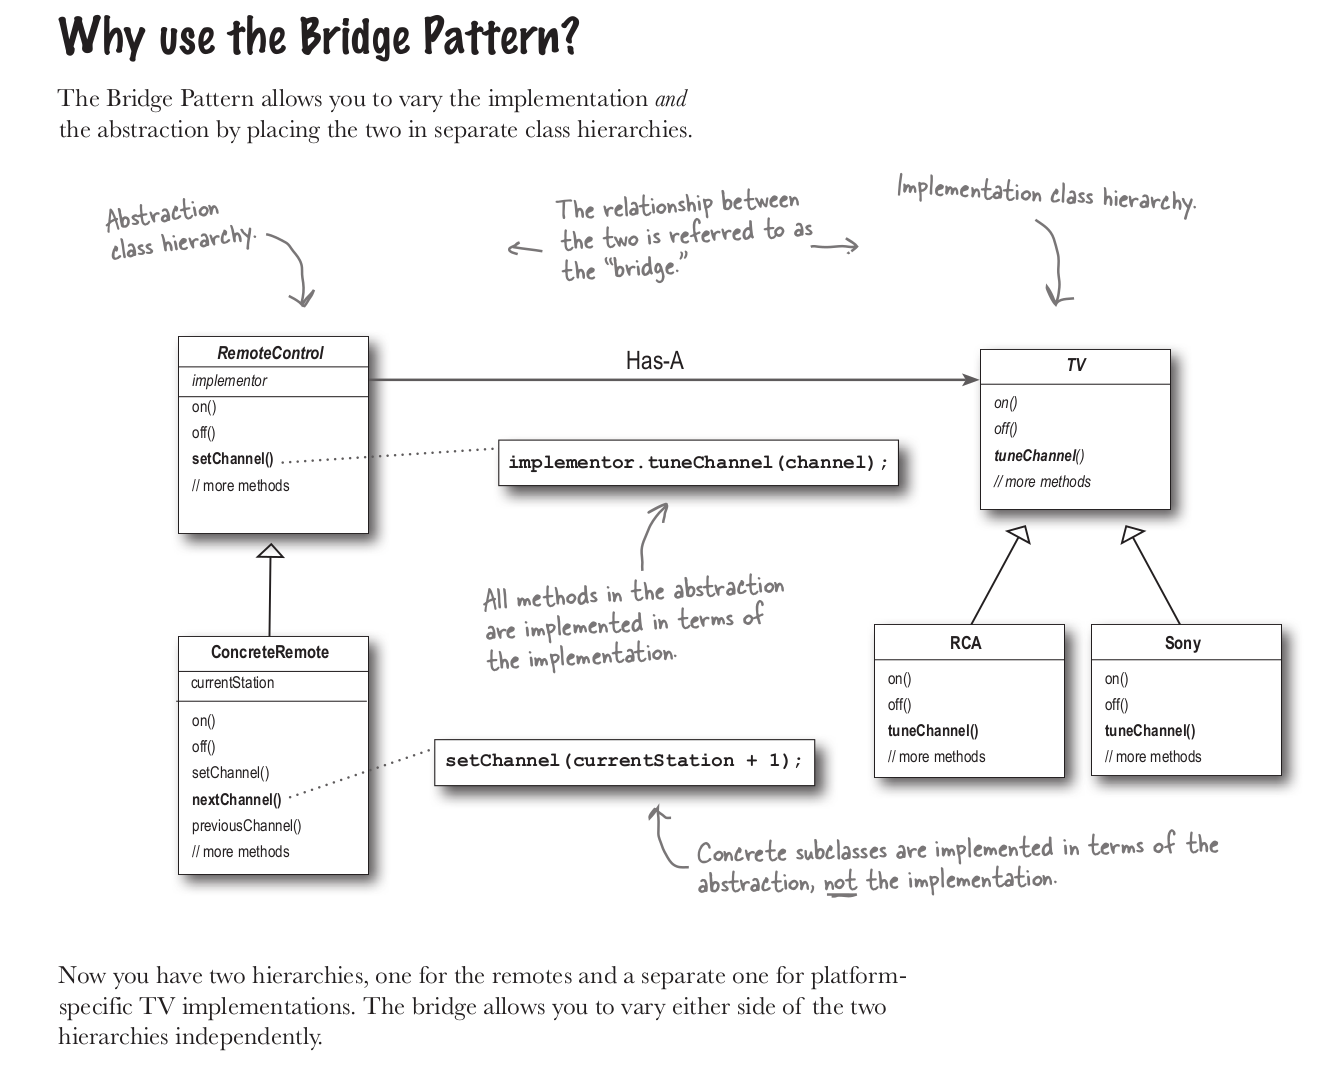 Why use the Bridge Pattern?
The Bridge Pattern allows you to vary the implementation and
the abstraction by placing the two in separate class hierarchies.
Abstraction
class hierarchy.
The relationship between
the two is referred to as
the “bridge.”
Implementation class hierarchy.
RemoteControl
implementor
on()
off()
setChannel()
// more methods
Has-A
TV
on()
off()
tuneChannel()
// more methods
implementor.tuneChannel(channel);
All methods in the abstraction
are implemented in terms of
the implementation.
ConcreteRemote
currentStation
on()
off()
setChannel()
nextChannel()
previousChannel()
// more methods
RCA
on()
off()
tuneChannel()
// more methods
Sony
on()
off()
tuneChannel()
// more methods
setChannel(currentStation + 1);
Concrete subclasses are implemented in terms of the
abstraction, not the implementation.
Now you have two hierarchies, one for the remotes and a separate one for platform-
specific TV implementations. The bridge allows you to vary either side of the two
hierarchies independently.